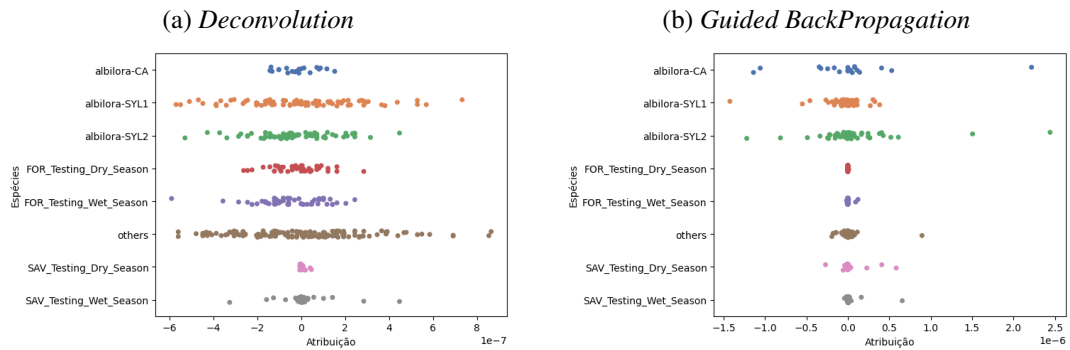 (a) Deconvolution
albilora-CA
albilora-SYL1
albilora-SYL2
FOR_Testing_Dry_Season
FOR_Testing_Wet_Season
others
SAV_Testing_Dry_Season
SAV_Testing_Wet_Season
Espécies
−6 −4 −2 0 2 4 6 8
1e−7
Atribuição
(b) Guided BackPropagation
albilora-CA
albilora-SYL1
albilora-SYL2
FOR_Testing_Dry_Season
FOR_Testing_Wet_Season
others
SAV_Testing_Dry_Season
SAV_Testing_Wet_Season
Espécies
−1.5 −1.0 −0.5 0.0 0.5 1.0 1.5 2.0 2.5
1e−6
Atribuição